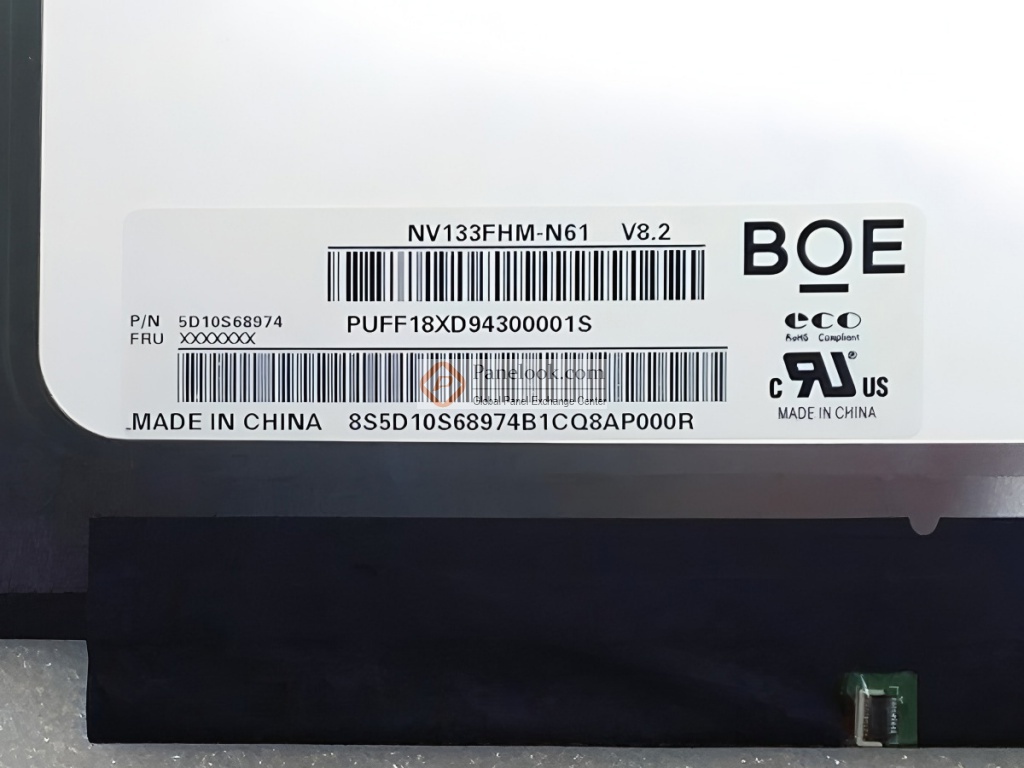 NV133FHM-N61 V8.2
BOE
P/N 5D10S68974
FRU XXXXXXX
PUFF18XD94300001S
eco
RoHS Compliant
Panelook.com
Global Panel Exchange Center
C RU ® US
MADE IN CHINA
MADE IN CHINA 8S5D10S68974B1CQ8AP000R